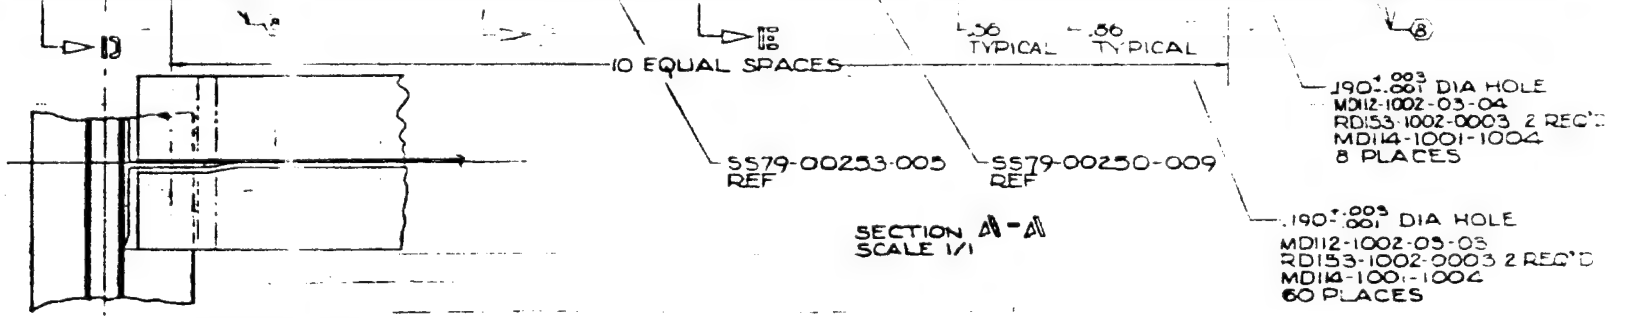 .56
TYPICAL
.56
TYPICAL
8
10 EQUAL SPACES
.190 +.003 -.001 DIA HOLE
MD112-1002-03-04
RD153-1002-0003 2 REQ'D
MD114-1001-1004
8 PLACES
SS79-00253-005
REF
SS79-00250-009
REF
SECTION A-A
SCALE 1/1
.190 +.003 -.001 DIA HOLE
MD112-1002-03-03
RD153-1002-0003 2 REQ'D
MD114-1001-1004
60 PLACES